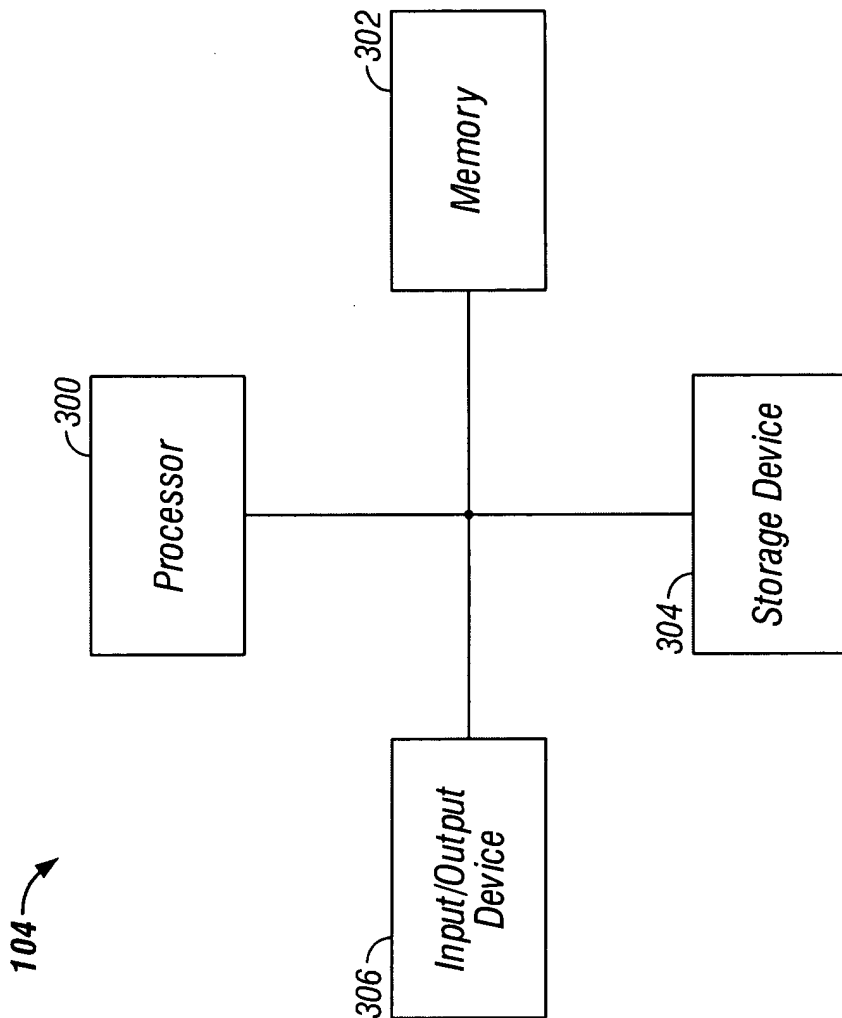 104
300
Processor
306
Input/Output
Device
302
Memory
304
Storage Device